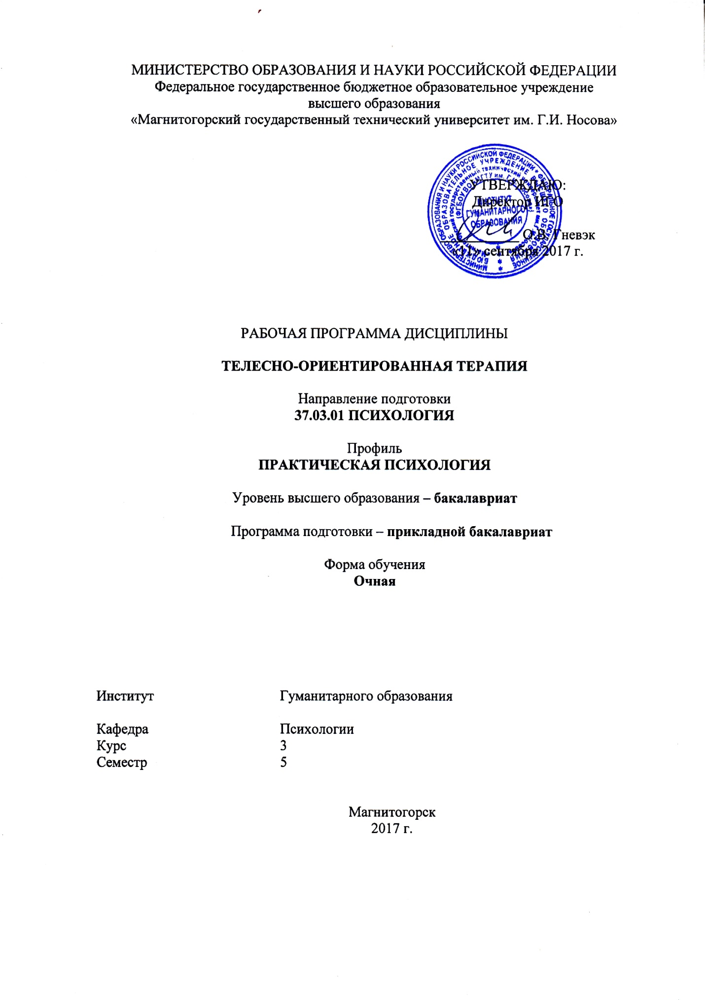 МИНИСТЕРСТВО ОБРАЗОВАНИЯ И НАУКИ РОССИЙСКОЙ ФЕДЕРАЦИИ
Федеральное государственное бюджетное образовательное учреждение
высшего образования
«Магнитогорский государственный технический университет им. Г.И. Носова»
УТВЕРЖДАЮ:
Директор ИГО
О.В. Гневэк
«11» сентября 2017 г.
ИНСТИТУТ
ГУМАНИТАРНОГО
ОБРАЗОВАНИЯ
РАБОЧАЯ ПРОГРАММА ДИСЦИПЛИНЫ
ТЕЛЕСНО-ОРИЕНТИРОВАННАЯ ТЕРАПИЯ
Направление подготовки
37.03.01 ПСИХОЛОГИЯ
Профиль
ПРАКТИЧЕСКАЯ ПСИХОЛОГИЯ
Уровень высшего образования – бакалавриат
Программа подготовки – прикладной бакалавриат
Форма обучения
Очная
Институт Гуманитарного образования
Кафедра Психологии
Курс 3
Семестр 5
Магнитогорск
2017 г.